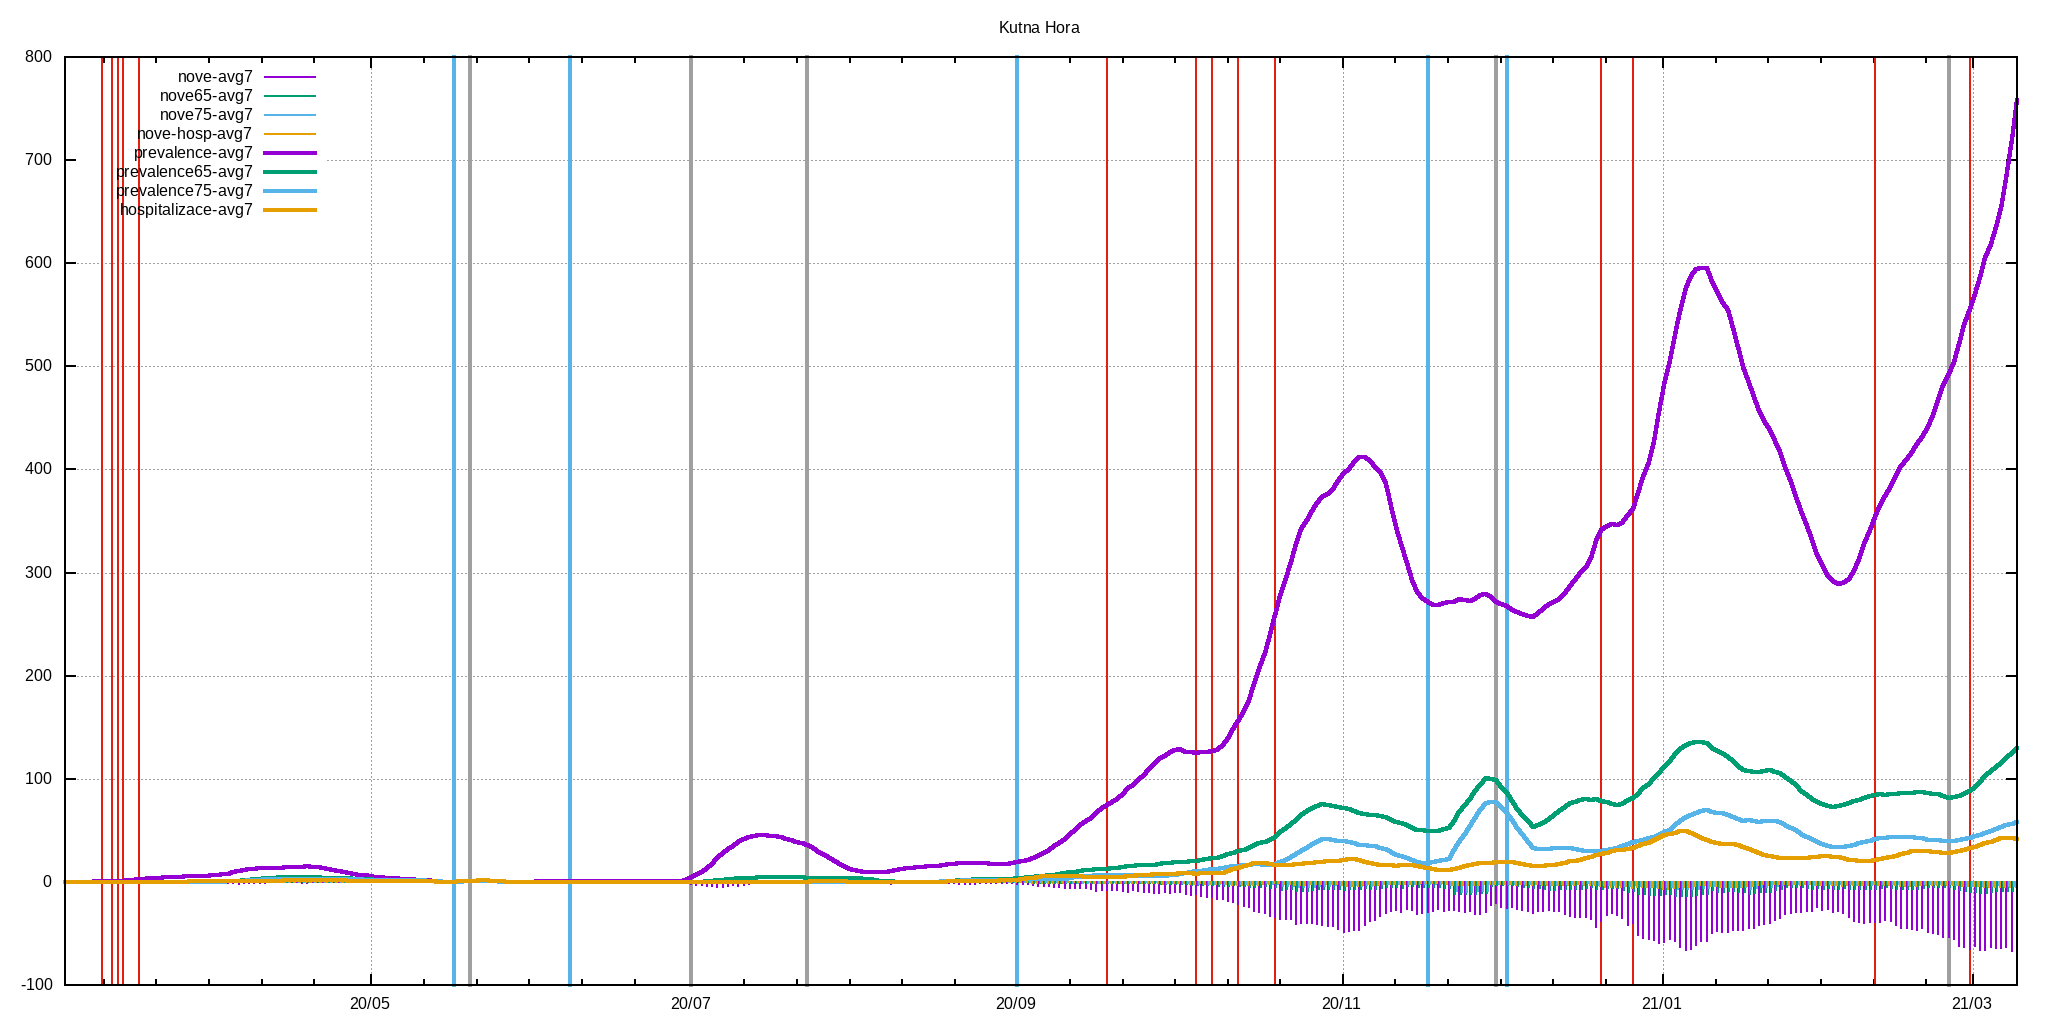 Kutna Hora
800
700
600
500
400
300
200
100
0
-100
nove-avg7
nove65-avg7
nove75-avg7
nove-hosp-avg7
prevalence-avg7
prevalence65-avg7
prevalence75-avg7
hospitalizace-avg7
20/05 20/07 20/09 20/11 21/01 21/03